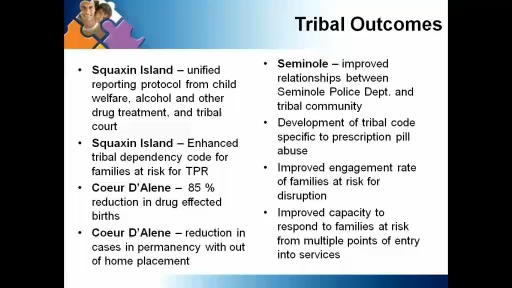 Tribal Outcomes
• Squaxin Island – unified
reporting protocol from child
welfare, alcohol and other
drug treatment, and tribal
court
• Squaxin Island – Enhanced
tribal dependency code for
families at risk for TPR
• Coeur D'Alene – 85 %
reduction in drug effected
births
• Coeur D'Alene – reduction in
cases in permanency with out
of home placement
• Seminole – improved
relationships between
Seminole Police Dept. and
tribal community
• Development of tribal code
specific to prescription pill
abuse
• Improved engagement rate
of families at risk for
disruption
• Improved capacity to
respond to families at risk
from multiple points of entry
into services